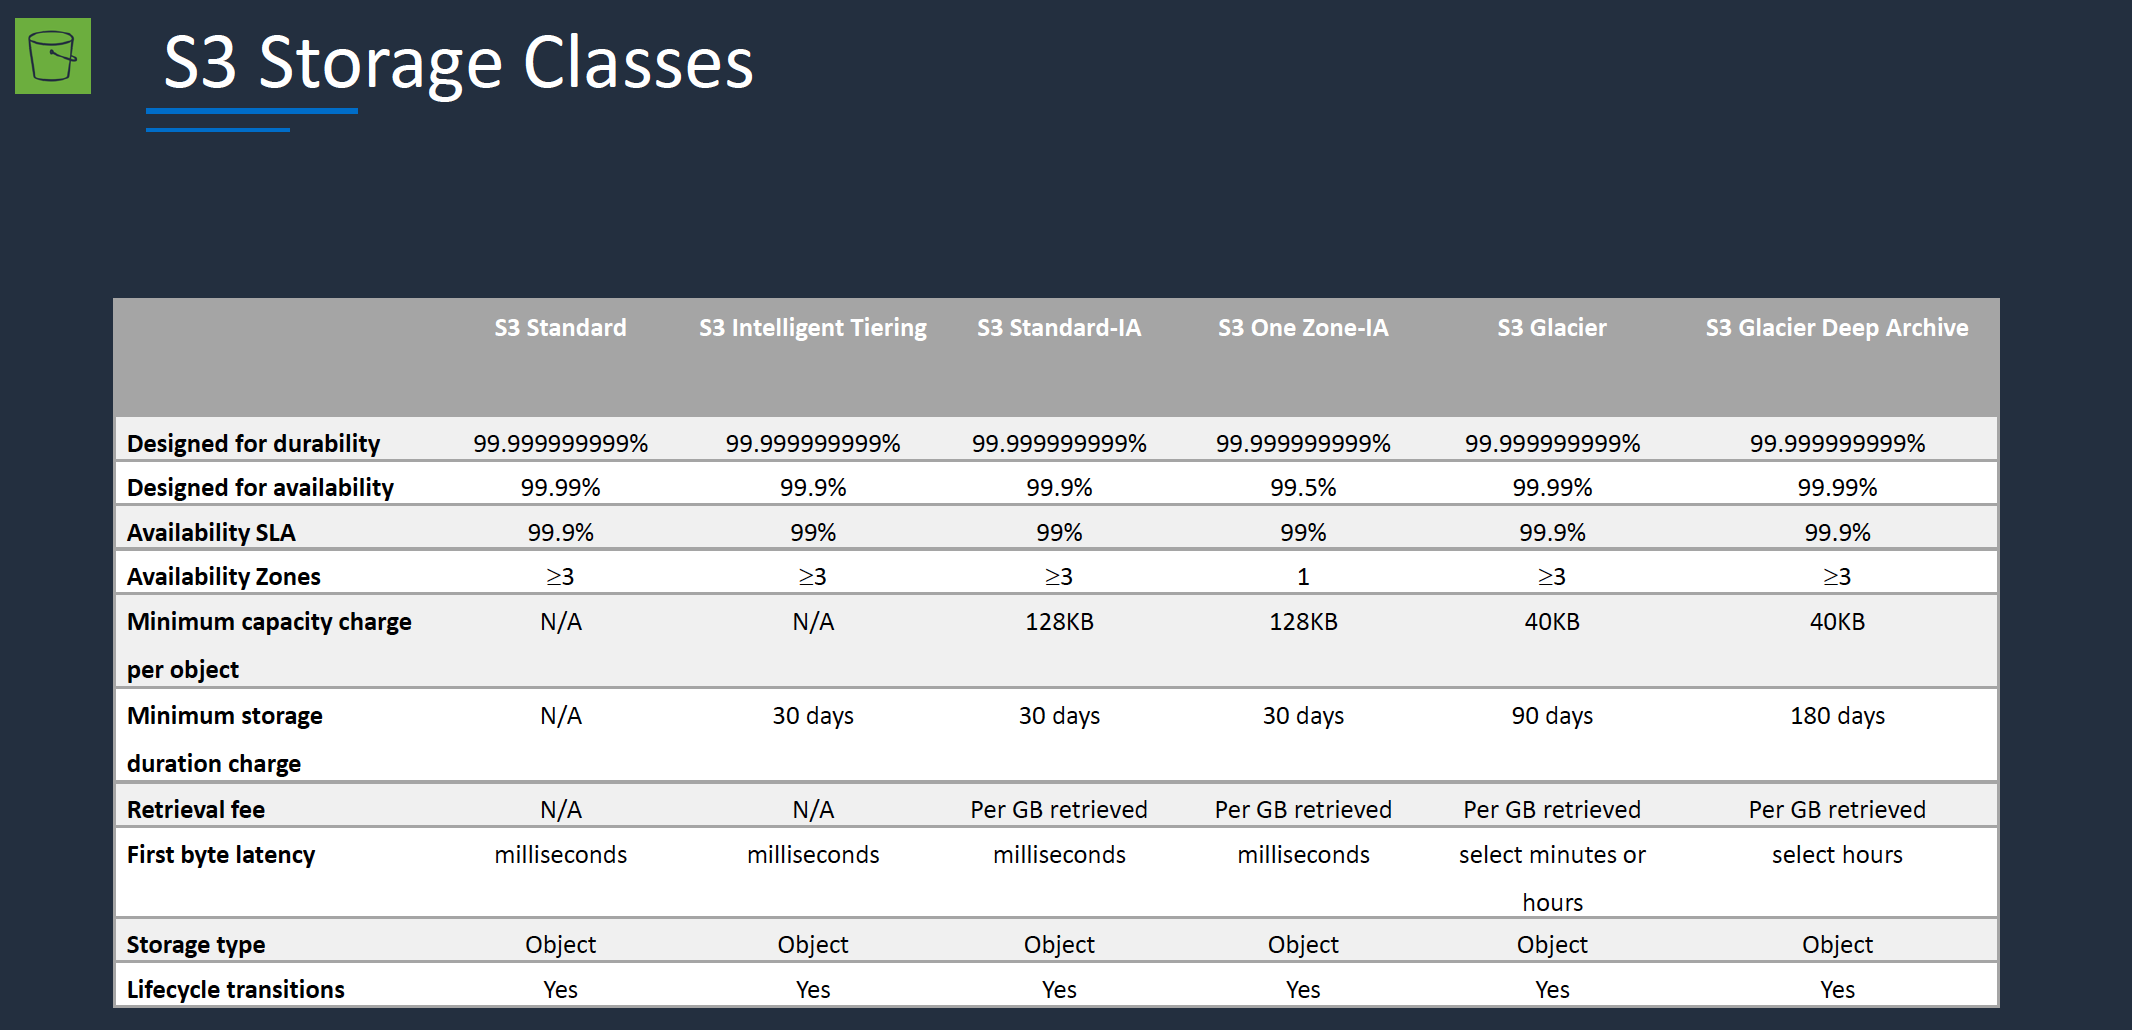 S3 Storage Classes
S3 Standard S3 Intelligent Tiering S3 Standard-IA S3 One Zone-IA S3 Glacier S3 Glacier Deep Archive
Designed for durability 99.999999999% 99.999999999% 99.999999999% 99.999999999% 99.999999999% 99.999999999%
Designed for availability 99.99% 99.9% 99.9% 99.5% 99.99% 99.99%
Availability SLA 99.9% 99% 99% 99% 99.9% 99.9%
Availability Zones ≥3 ≥3 ≥3 1 ≥3 ≥3
Minimum capacity charge N/A N/A 128KB 128KB 40KB 40KB
per object
Minimum storage N/A 30 days 30 days 30 days 90 days 180 days
duration charge
Retrieval fee N/A N/A Per GB retrieved Per GB retrieved Per GB retrieved Per GB retrieved
First byte latency milliseconds milliseconds milliseconds milliseconds select minutes or select hours
hours
Storage type Object Object Object Object Object Object
Lifecycle transitions Yes Yes Yes Yes Yes Yes